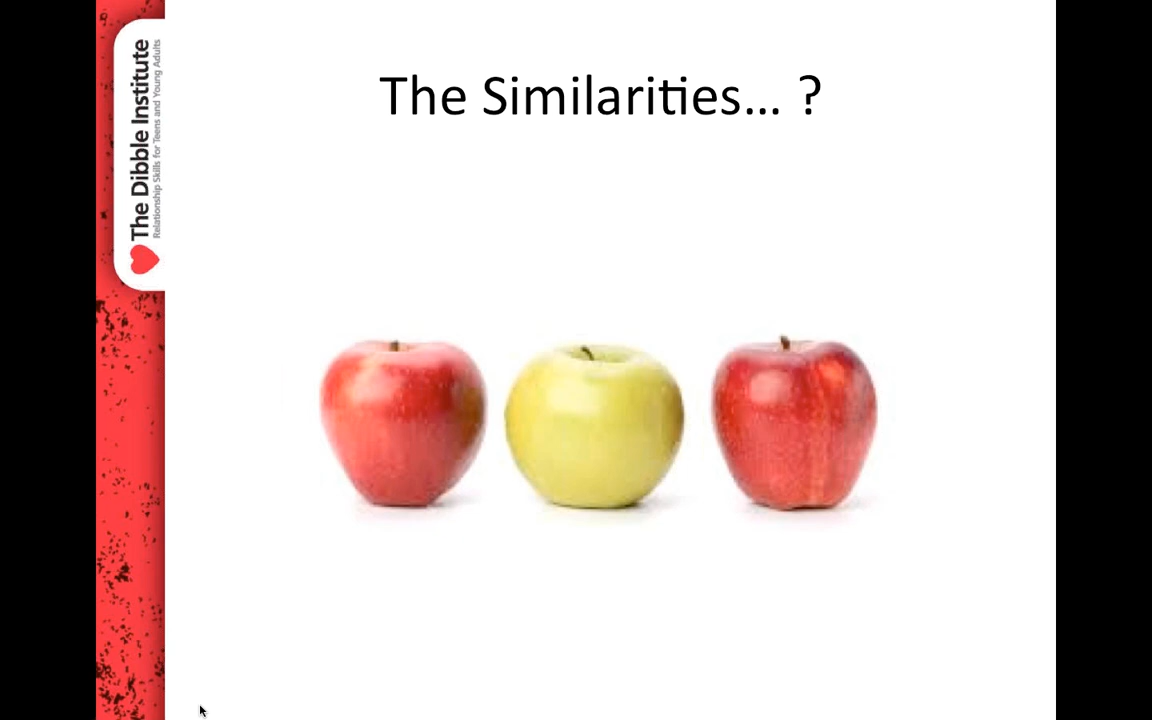 The Similarities... ?
The Dibble Institute
Relationship Skills for Teens and Young Adults